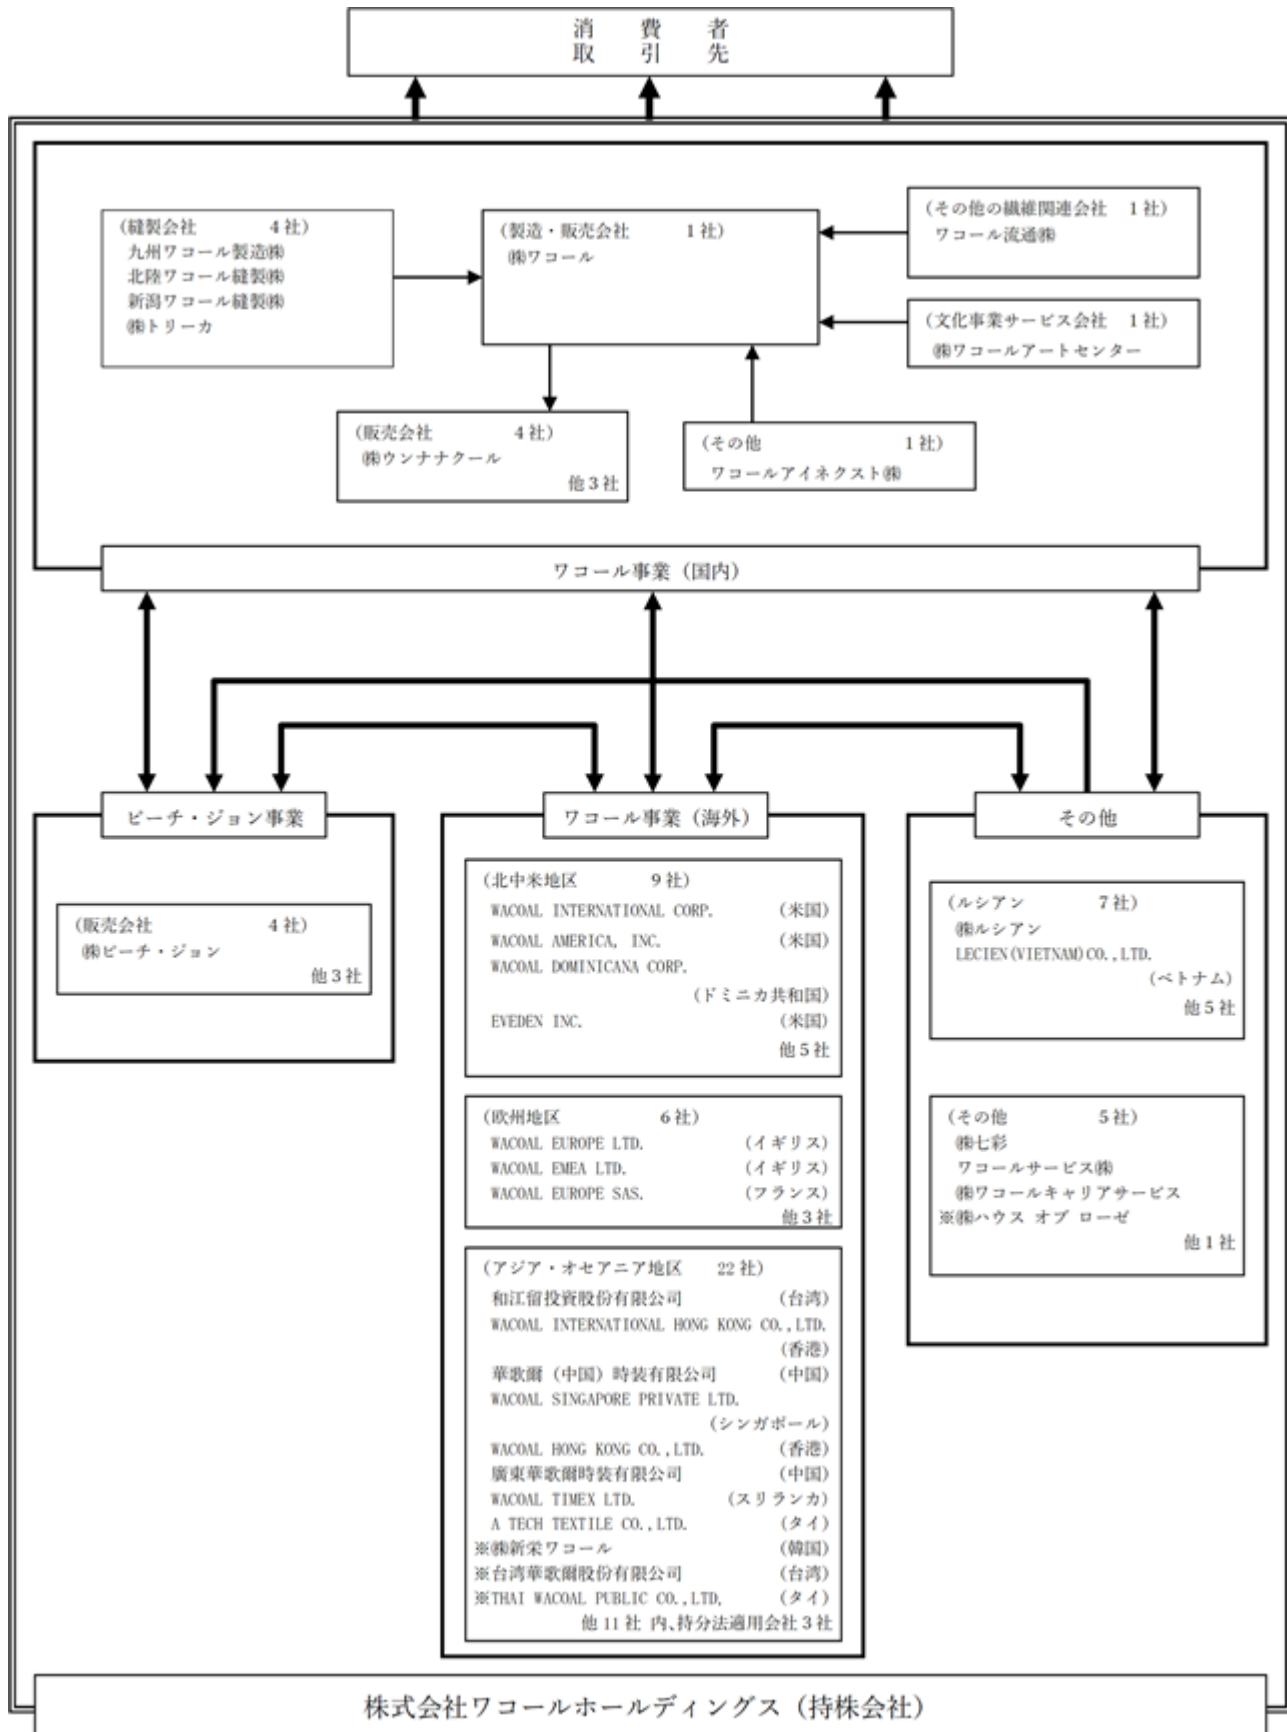 消費者
取引先
(縫製会社 4社)
九州ワコール製造㈱
北陸ワコール縫製㈱
新潟ワコール縫製㈱
㈱トリーカ
(製造・販売会社 1社)
㈱ワコール
(その他の繊維関連会社 1社)
ワコール流通㈱
(文化事業サービス会社 1社)
㈱ワコールアートセンター
(販売会社 4社)
㈱ウンナナクール
他3社
(その他 1社)
ワコールアイネクスト㈱
ワコール事業(国内)
ピーチ・ジョン事業
(販売会社 4社)
㈱ピーチ・ジョン
他3社
ワコール事業(海外)
(北中米地区 9社)
WACOAL INTERNATIONAL CORP. (米国)
WACOAL AMERICA, INC. (米国)
WACOAL DOMINICANA CORP.
(ドミニカ共和国)
EVEDEN INC. (米国)
他5社
(欧州地区 6社)
WACOAL EUROPE LTD. (イギリス)
WACOAL EMEA LTD. (イギリス)
WACOAL EUROPE SAS. (フランス)
他3社
(アジア・オセアニア地区 22社)
和江留投資股份有限公司 (台湾)
WACOAL INTERNATIONAL HONG KONG CO.,LTD.
(香港)
華歌爾(中国)時装有限公司 (中国)
WACOAL SINGAPORE PRIVATE LTD.
(シンガポール)
WACOAL HONG KONG CO.,LTD. (香港)
廣東華歌爾時装有限公司 (中国)
WACOAL TIMEX LTD. (スリランカ)
A TECH TEXTILE CO.,LTD. (タイ)
※㈱新栄ワコール (韓国)
※台湾華歌爾股份有限公司 (台湾)
※THAI WACOAL PUBLIC CO.,LTD. (タイ)
他11社 内、持分法適用会社3社
その他
(ルシアン 7社)
㈱ルシアン
LECIEN(VIETNAM)CO.,LTD.
(ベトナム)
他5社
(その他 5社)
㈱七彩
ワコールサービス㈱
㈱ワコールキャリアサービス
※㈱ハウス オブ ローゼ
他1社
株式会社ワコールホールディングス(持株会社)